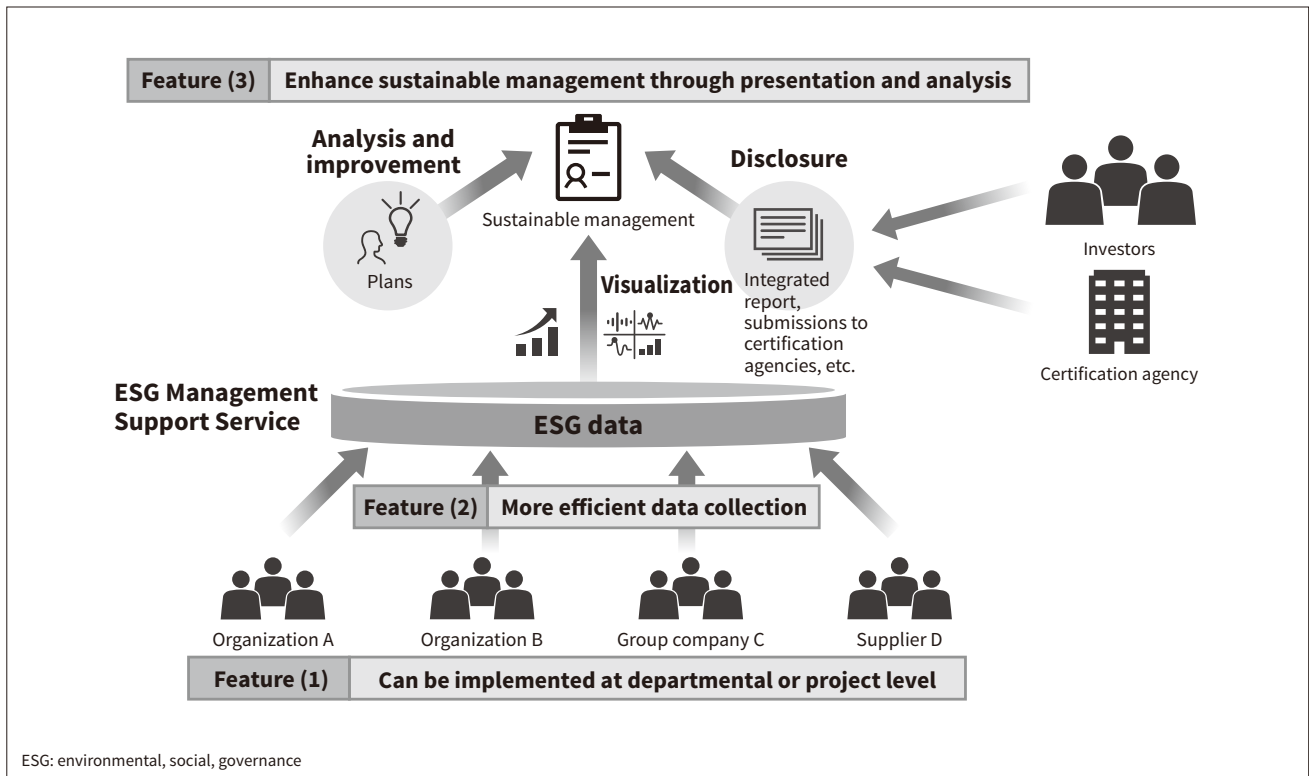 Feature (3) Enhance sustainable management through presentation and analysis
Analysis and
improvement
Plans
Sustainable management
Disclosure
Integrated
report,
submissions to
certification
agencies, etc.
Investors
Certification agency
Visualization
ESG Management
Support Service
ESG data
Feature (2) More efficient data collection
Organization A
Organization B
Group company C
Supplier D
Feature (1) Can be implemented at departmental or project level
ESG: environmental, social, governance